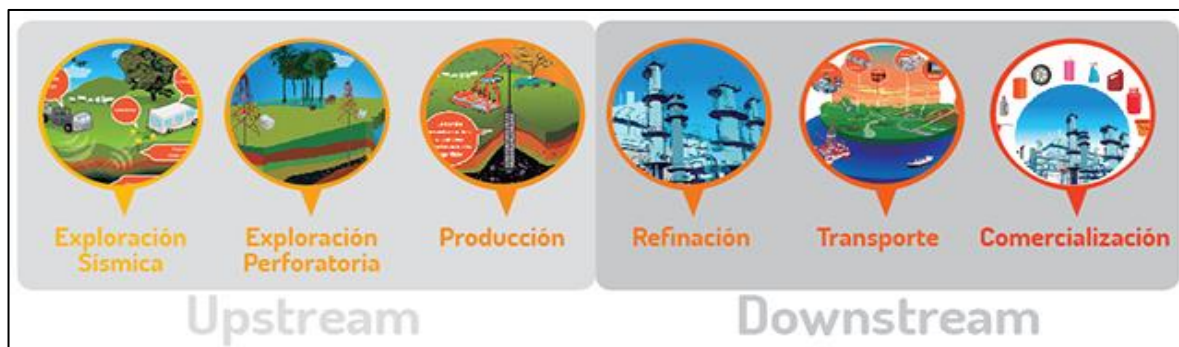 Exploración
Sísmica
Exploración
Perforatoria
Producción
Refinación
Transporte
Comercialización
Upstream
Downstream